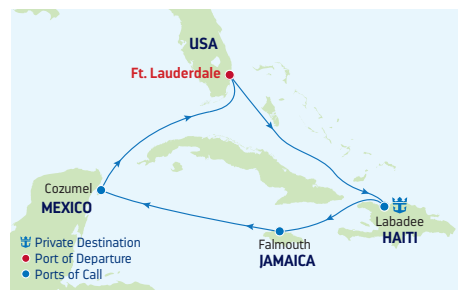 USA
Ft. Lauderdale
Cozumel
MEXICO
Labadee
HAITI
Falmouth
JAMAICA
Private Destination
Port of Departure
Ports of Call